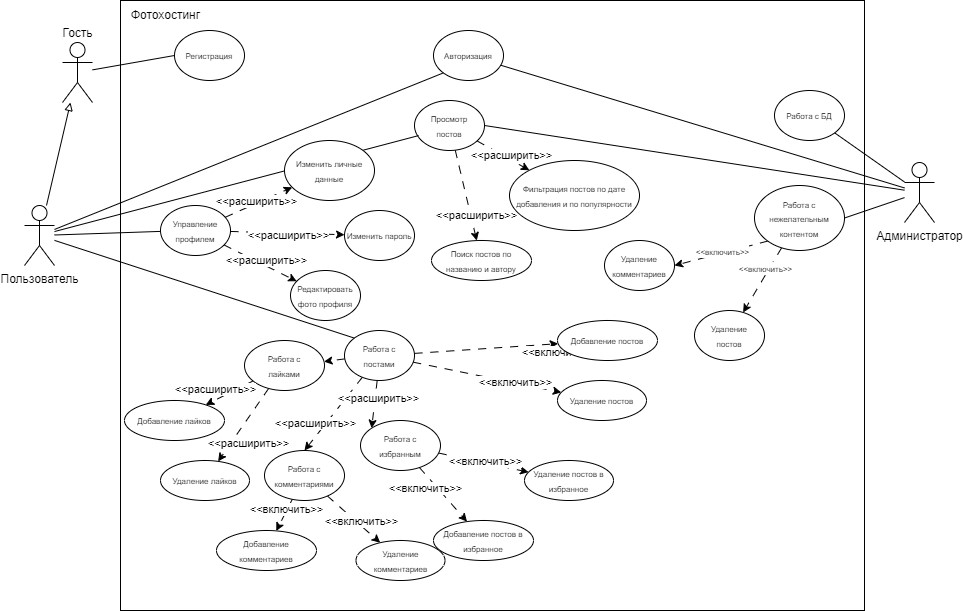 Фотохостинг
Гость
Регистрация
Авторизация
Просмотр
постов
Работа с БД
<<расширить>>
Изменить личные
данные
Фильтрация постов по дате
добавления и по популярности
<<расширить>>
<<расширить>>
Управление
профилем
<<расширить>>
Изменить пароль
Работа с
нежелательным
контентом
Администратор
Пользователь
<<расширить>>
Поиск постов по
названию и автору
Удаление
комментариев
<<включить>>
<<включить>>
Редактировать
фото профиля
Удаление
постов
Работа с
лайками
Работа с
постами
<<включи
Добавление постов
<<расширить>>
<<расширить>>
<<включить>>
Удаление постов
Добавление лайков
<<расширить>>
<<расширить>>
Работа с
избранным
Удаление лайков
Работа с
комментариями
<<включить>>
<<включить>>
Удаление постов в
избранное
<<включить>>
<<включить>>
Добавление
комментариев
Удаление
комментариев
Добавление постов в
избранное